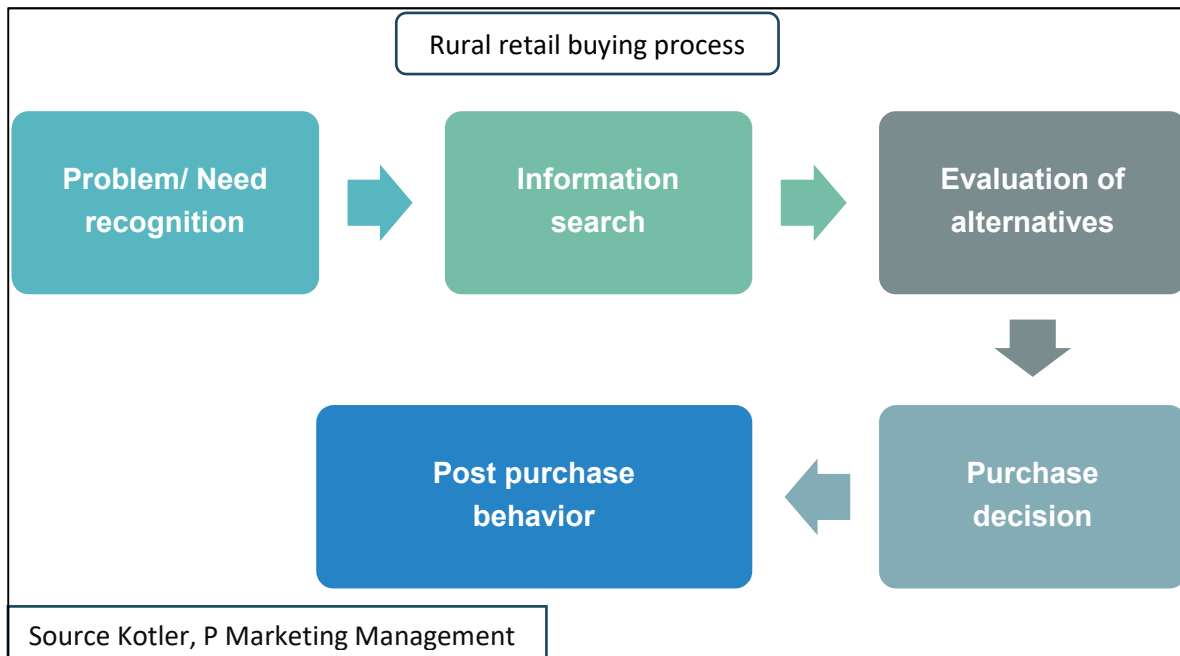 Rural retail buying process
Problem/ Need
recognition
Information
search
Evaluation of
alternatives
Purchase
decision
Post purchase
behavior
Source Kotler, P Marketing Management